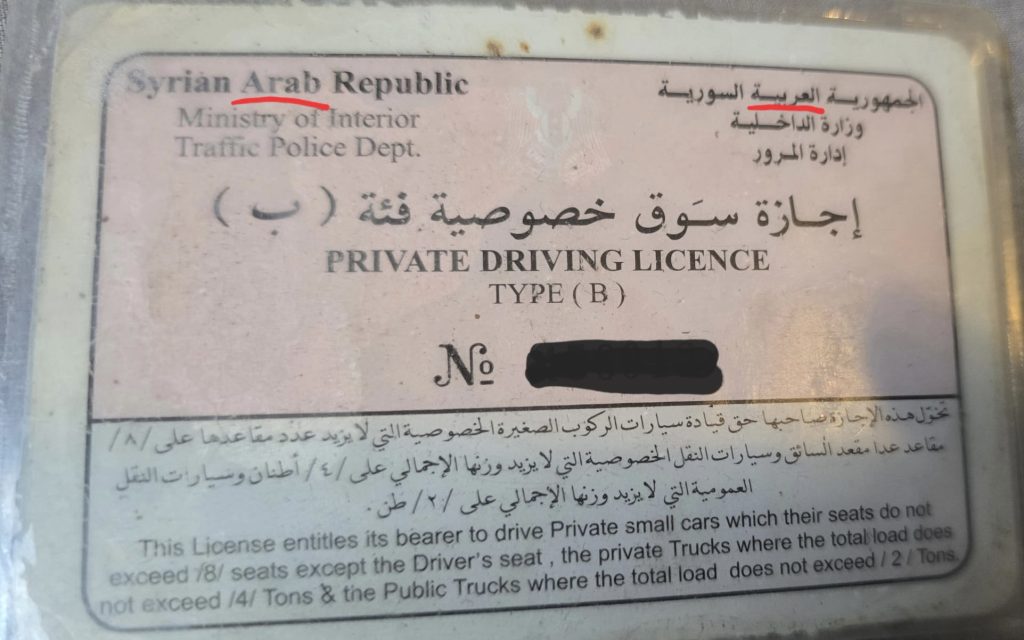 Syrian Arab Republic
Ministry of Interior
Traffic Police Dept.
الجمهورية العربية السورية
وزارة الداخلية
إدارة المرور
إجازة سَوق خصوصية فئة ( ب )
PRIVATE DRIVING LICENCE
TYPE ( B )
№
تخوّل هذه الإجازة صاحبها حق قيادة سيارات الركوب الصغيرة الخصوصية التي لا يزيد عدد مقاعدها على /٨/
مقاعد عدا مقعد السائق وسيارات النقل الخصوصية التي لا يزيد وزنها الإجمالي على /٤/ أطنان وسيارات النقل
العمومية التي لا يزيد وزنها الإجمالي على /٢/ طن .
This License entitles its bearer to drive Private small cars which their seats do not
exceed /8/ seats except the Driver's seat , the private Trucks where the total load does
not exceed /4/ Tons & the Public Trucks where the total load does not exceed / 2 / Tons.